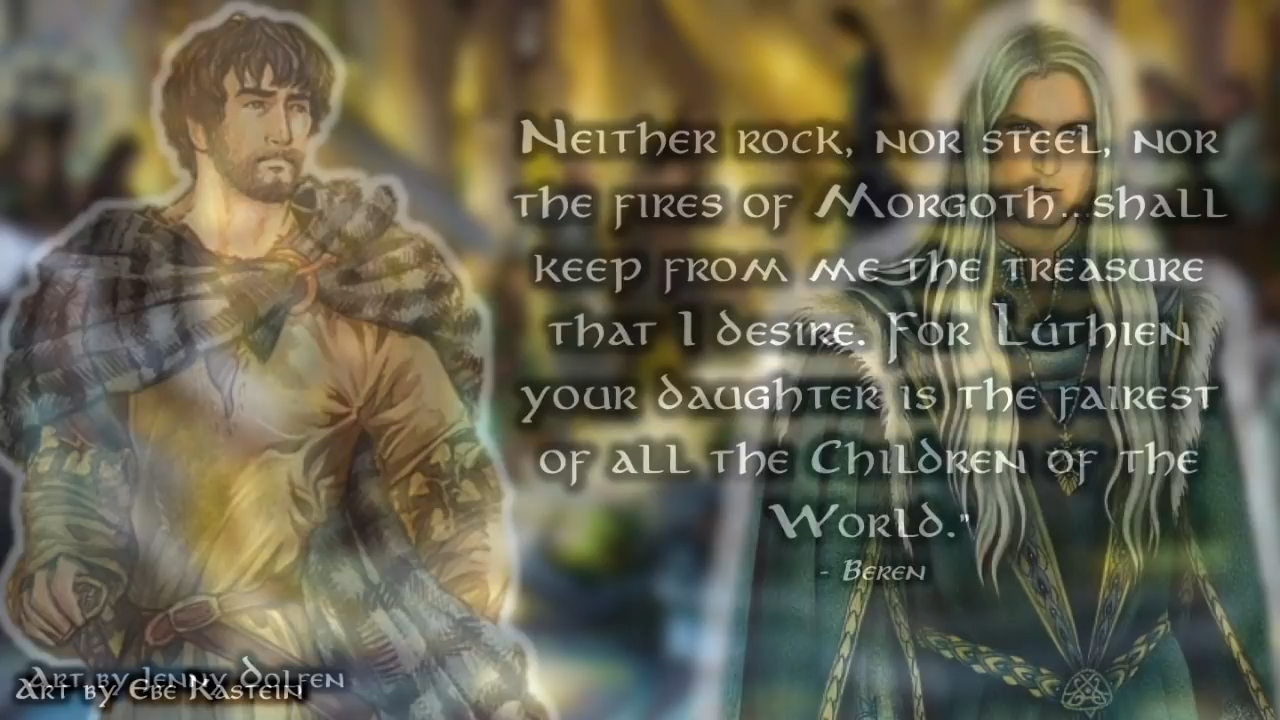 Neither rock, nor steel, nor
the fires of Morgoth...shall
keep from me the treasure
that I desire. For Lúthien
your daughter is the fairest
of all the Children of the
World."
- Beren
Art by Jenny Dolfen
Art by Ebe Kastein